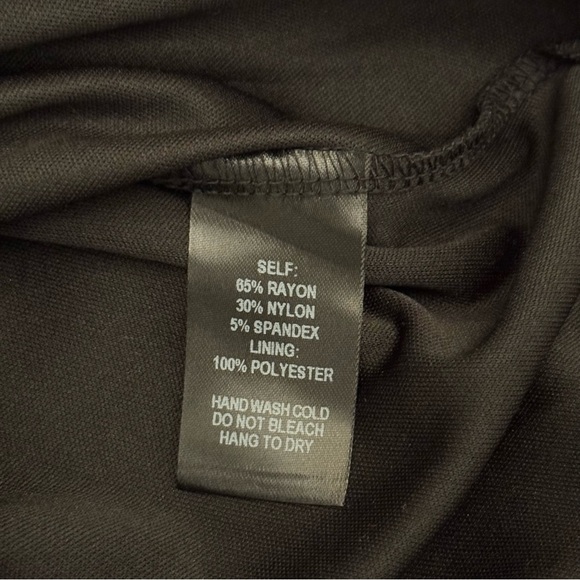 SELF:
65% RAYON
30% NYLON
5% SPANDEX
LINING:
100% POLYESTER
HAND WASH COLD
DO NOT BLEACH
HANG TO DRY